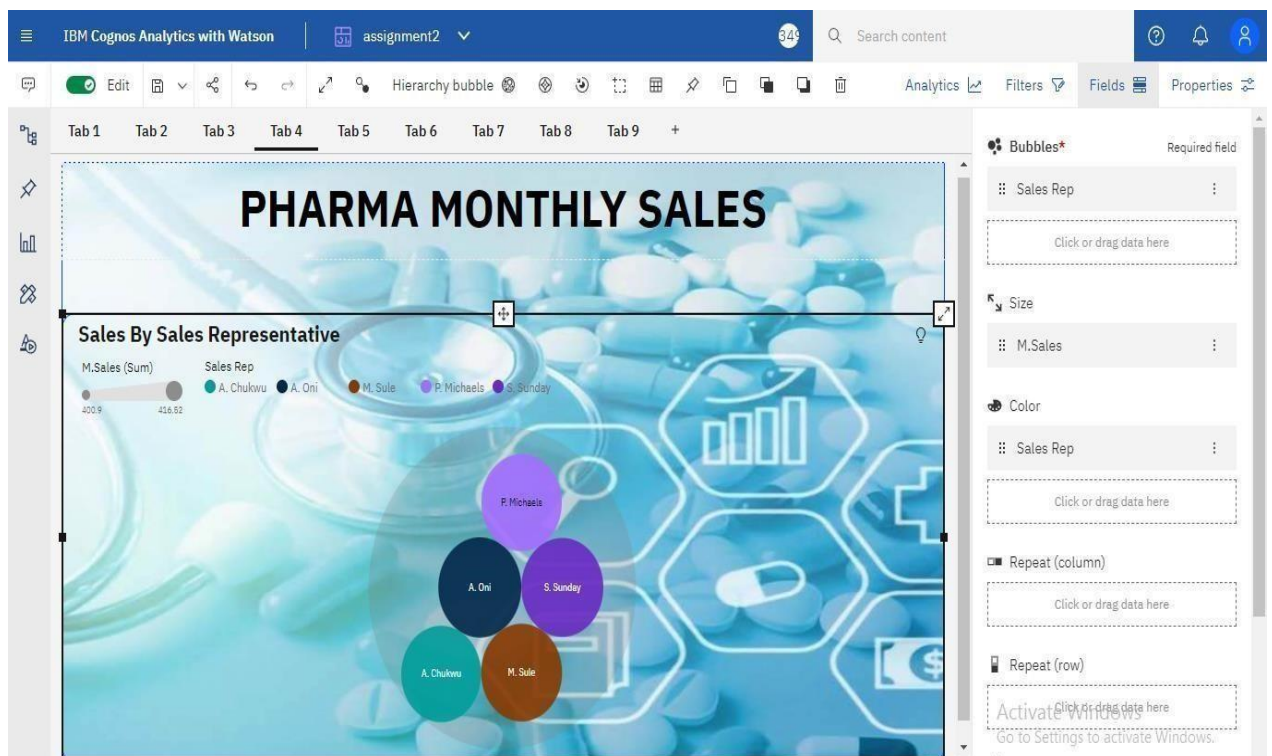 IBM Cognos Analytics with Watson
assignment2
349
Search content
Edit
Hierarchy bubble
Analytics
Filters
Fields
Properties
Tab 1
Tab 2
Tab 3
Tab 4
Tab 5
Tab 6
Tab 7
Tab 8
Tab 9
+
PHARMA MONTHLY SALES
Sales By Sales Representative
M.Sales (Sum)
400.9
416.52
Sales Rep
A. Chukwu
A. Oni
M. Sule
P. Michaels
S. Sunday
P. Michaels
A. Oni
S. Sunday
A. Chukwu
M. Sule
$
Bubbles*
Required field
Sales Rep
Click or drag data here
Size
M.Sales
Color
Sales Rep
Click or drag data here
Repeat (column)
Click or drag data here
Repeat (row)
Click or drag data here
Activate Windows
Go to Settings to activate Windows.